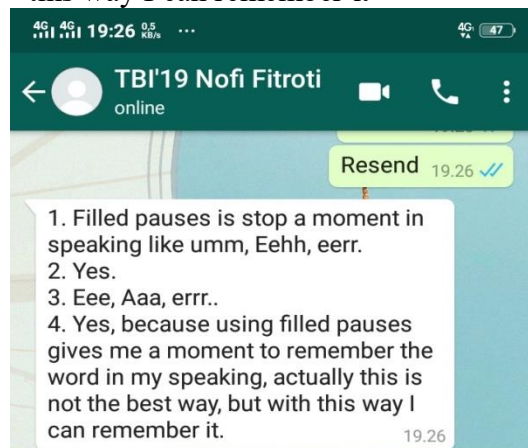 this way I can remember it.
4G 4G 19:26 0,5 KB/s ... 4G 47
TBI'19 Nofi Fitroti
online
Resend 19.26
1. Filled pauses is stop a moment in
speaking like umm, Eehh, eerr.
2. Yes.
3. Eee, Aaa, errr..
4. Yes, because using filled pauses
gives me a moment to remember the
word in my speaking, actually this is
not the best way, but with this way I
can remember it. 19.26